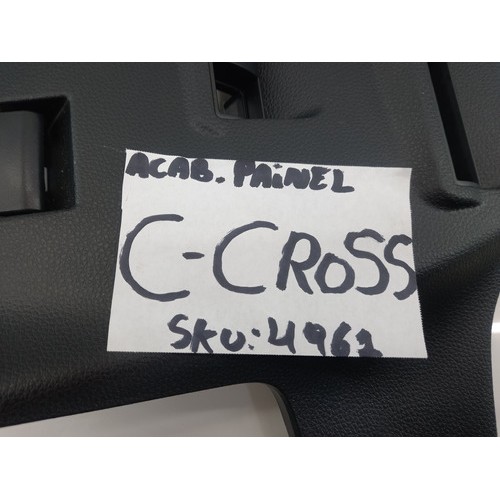 ACAB. PAiNEL
C-CROSS
SKU: 4961